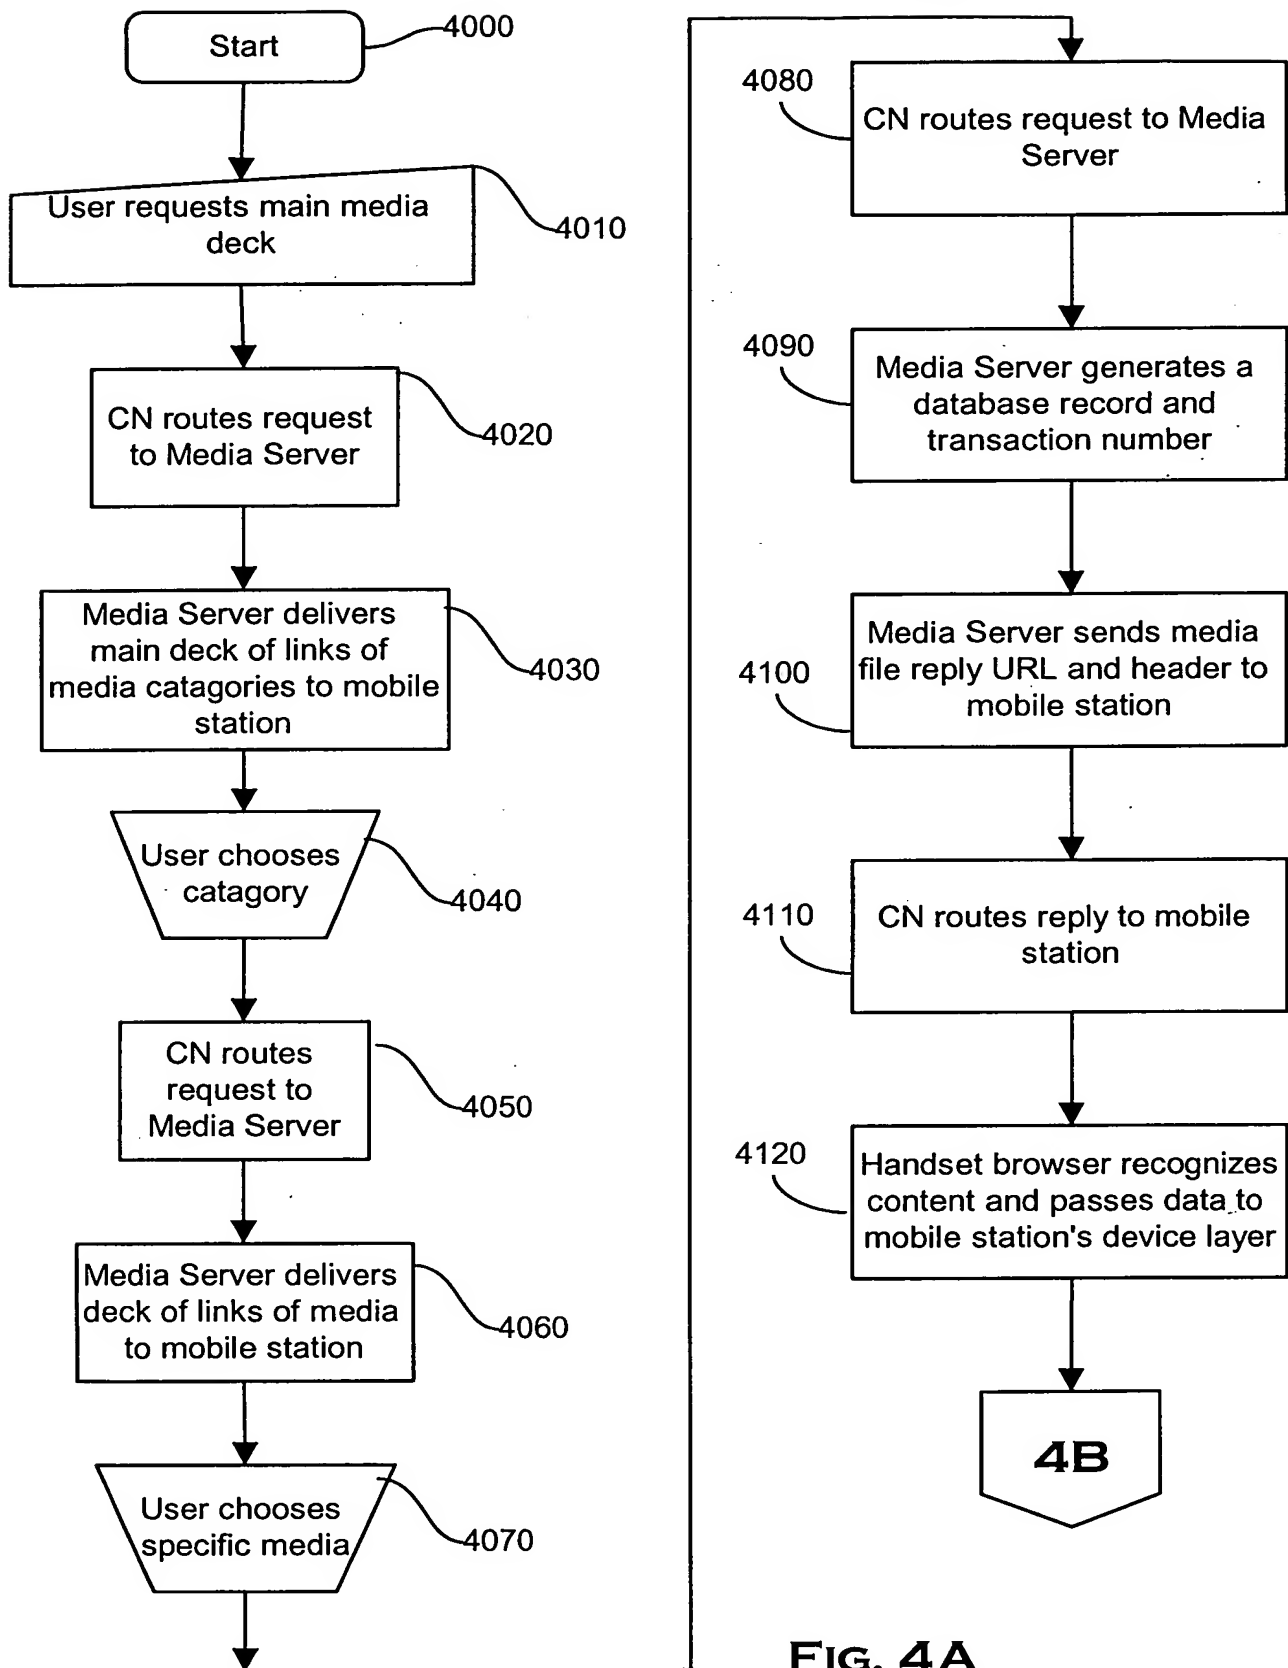 Start
4000
User requests main media
deck
4010
CN routes request
to Media Server
4020
Media Server delivers
main deck of links of
media catagories to mobile
station
4030
User chooses
catagory
4040
CN routes
request to
Media Server
4050
Media Server delivers
deck of links of media
to mobile station
4060
User chooses
specific media
4070
4080
CN routes request to Media
Server
4090
Media Server generates a
database record and
transaction number
4100
Media Server sends media
file reply URL and header to
mobile station
4110
CN routes reply to mobile
station
4120
Handset browser recognizes
content and passes data to
mobile station's device layer
4B
FIG. 4A